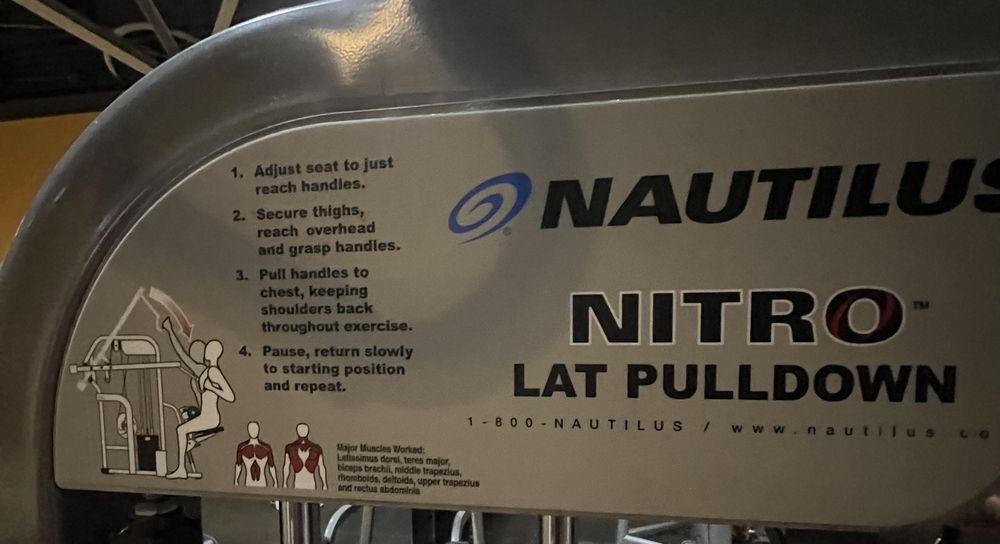 1. Adjust seat to just
reach handles.
2. Secure thighs,
reach overhead
and grasp handles.
3. Pull handles to
chest, keeping
shoulders back
throughout exercise.
4. Pause, return slowly
to starting position
and repeat.
Major Muscles Worked:
Latissimus dorsi, teres major,
biceps brachii, middle trapezius,
rhomboids, deltoids, upper trapezius
and rectus abdominis
NAUTILUS
®
NITRO™
LAT PULLDOWN
1-800-NAUTILUS / www.nautilus.co